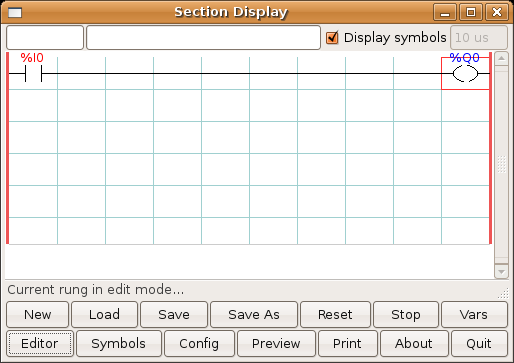 Section Display
Display symbols 10 us
%I0 %Q0
Current rung in edit mode...
New Load Save Save As Reset Stop Vars
Editor Symbols Config Preview Print About Quit